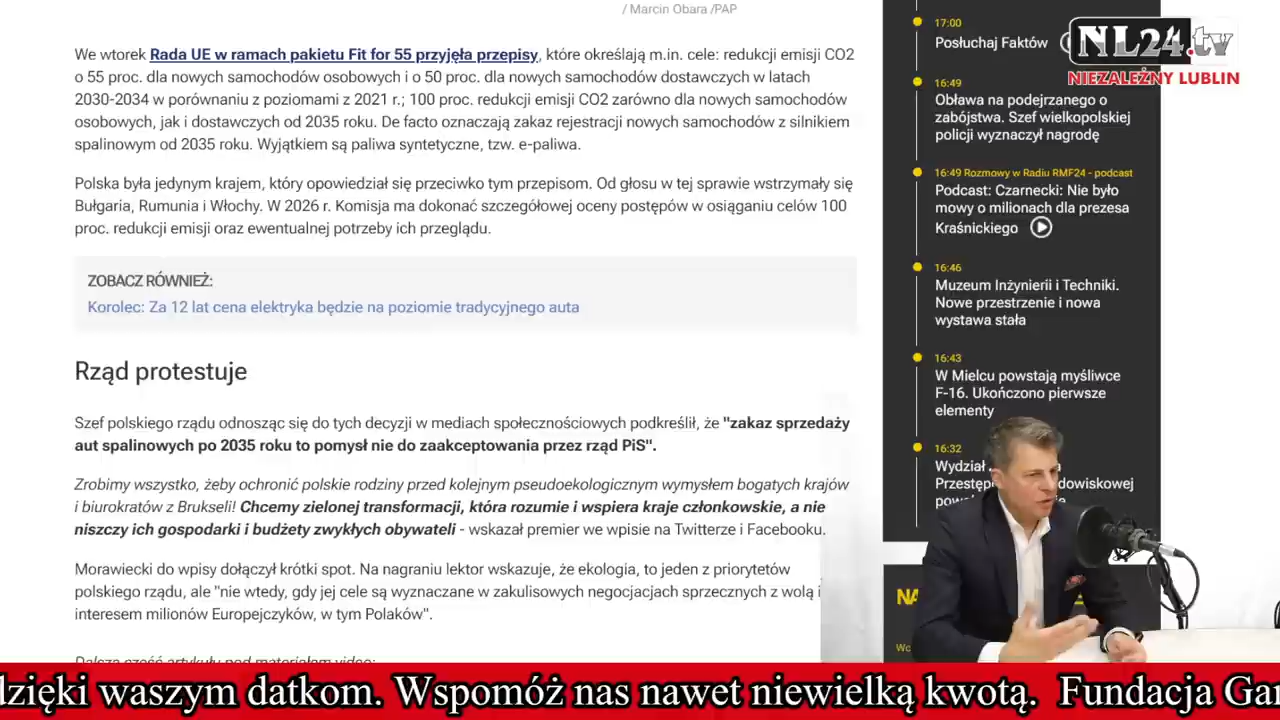 / Marcin Obara /PAP
We wtorek Rada UE w ramach pakietu Fit for 55 przyjęła przepisy, które określają m.in. cele: redukcji emisji CO2
o 55 proc. dla nowych samochodów osobowych i o 50 proc. dla nowych samochodów dostawczych w latach
2030-2034 w porównaniu z poziomami z 2021 r.; 100 proc. redukcji emisji CO2 zarówno dla nowych samochodów
osobowych, jak i dostawczych od 2035 roku. De facto oznaczają zakaz rejestracji nowych samochodów z silnikiem
spalinowym od 2035 roku. Wyjątkiem są paliwa syntetyczne, tzw. e-paliwa.
Polska była jedynym krajem, który opowiedział się przeciwko tym przepisom. Od głosu w tej sprawie wstrzymały się
Bułgaria, Rumunia i Włochy. W 2026 r. Komisja ma dokonać szczegółowej oceny postępów w osiąganiu celów 100
proc. redukcji emisji oraz ewentualnej potrzeby ich przeglądu.
ZOBACZ RÓWNIEŻ:
Korolec: Za 12 lat cena elektryka będzie na poziomie tradycyjnego auta
Rząd protestuje
Szef polskiego rządu odnosząc się do tych decyzji w mediach społecznościowych podkreślił, że "zakaz sprzedaży
aut spalinowych po 2035 roku to pomysł nie do zaakceptowania przez rząd PiS".
Zrobimy wszystko, żeby ochronić polskie rodziny przed kolejnym pseudoekologicznym wymysłem bogatych krajów
i biurokratów z Brukseli! Chcemy zielonej transformacji, która rozumie i wspiera kraje członkowskie, a nie
niszczy ich gospodarki i budżety zwykłych obywateli - wskazał premier we wpisie na Twitterze i Facebooku.
Morawiecki do wpisy dołączył krótki spot. Na nagraniu lektor wskazuje, że ekologia, to jeden z priorytetów
polskiego rządu, ale "nie wtedy, gdy jej cele są wyznaczane w zakulisowych negocjacjach sprzecznych z wolą i
interesem milionów Europejczyków, w tym Polaków".
Dalsza część artykułu pod materiałem video:
17:00
Posłuchaj Faktów
NL24.tv
NIEZALEŻNY LUBLIN
16:49
Obława na podejrzanego o
zabójstwa. Szef wielkopolskiej
policji wyznaczył nagrodę
16:49 Rozmowy w Radiu RMF24 - podcast
Podcast: Czarnecki: Nie było
mowy o milionach dla prezesa
Kraśnickiego
16:46
Muzeum Inżynierii i Techniki.
Nowe przestrzenie i nowa
wystawa stała
16:43
W Mielcu powstają myśliwce
F-16. Ukończono pierwsze
elementy
16:32
Wydział
dzięki waszym datkom. Wspomóż nas nawet niewielką kwotą. Fundacja